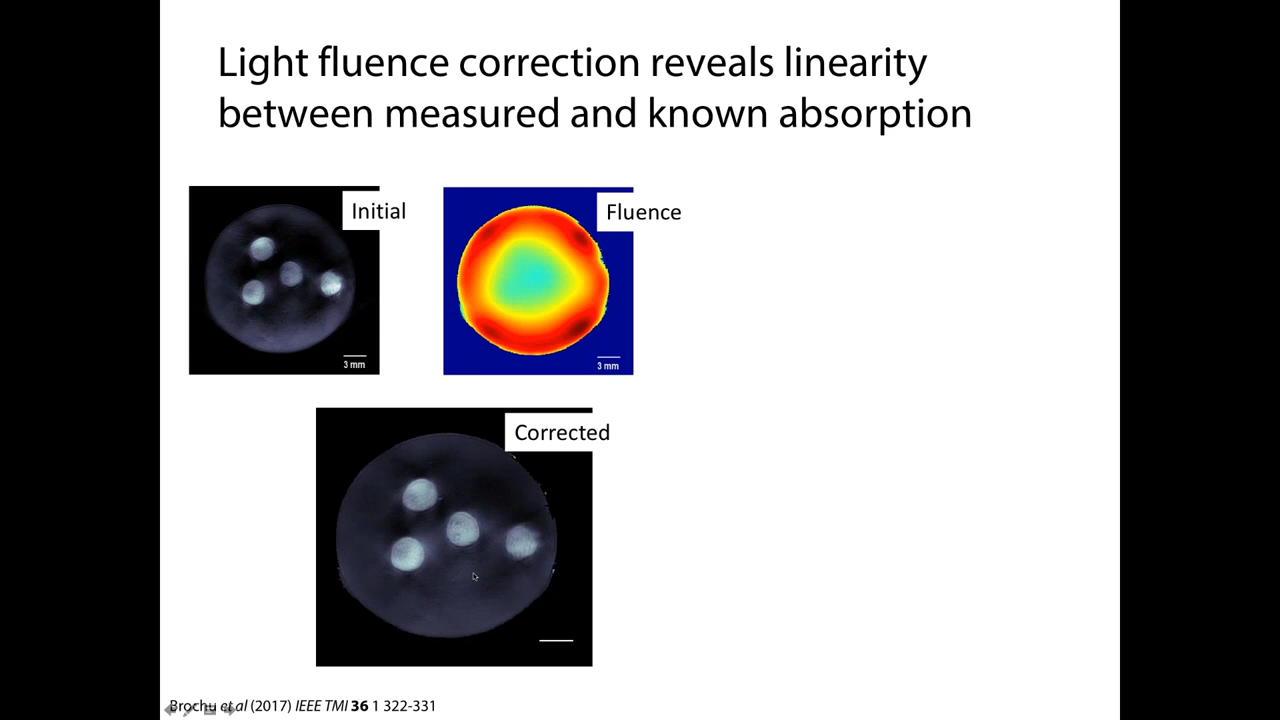 Light fluence correction reveals linearity
between measured and known absorption
Initial
3 mm
Fluence
3 mm
Corrected
Brochu et al (2017) IEEE TMI 36 1 322-331